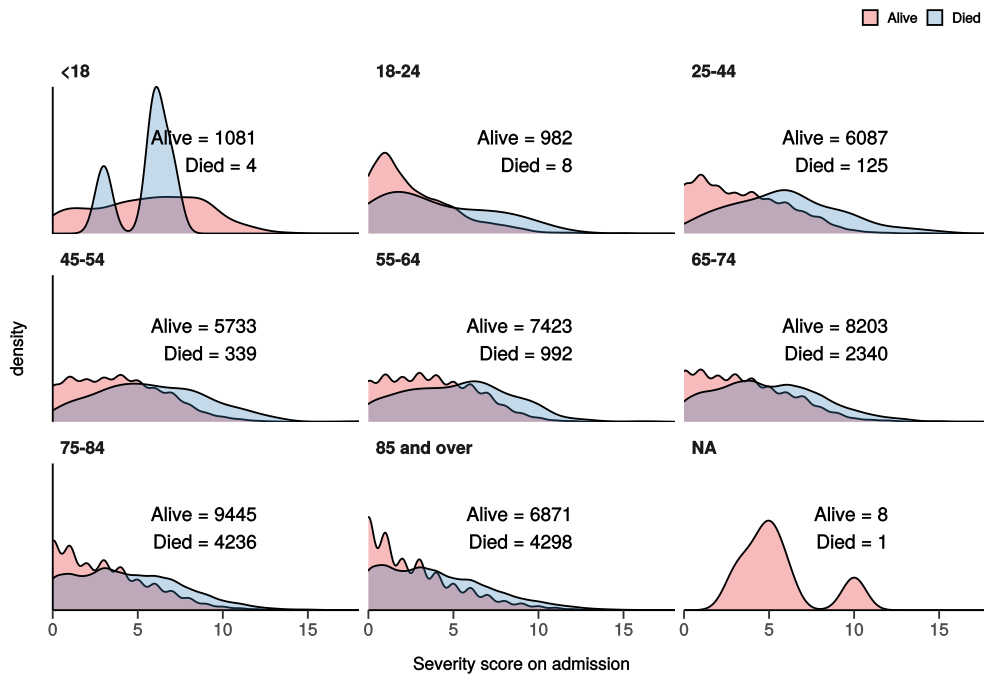 Alive Died
<18
Alive = 1081
Died = 4
18-24
Alive = 982
Died = 8
25-44
Alive = 6087
Died = 125
45-54
Alive = 5733
Died = 339
55-64
Alive = 7423
Died = 992
65-74
Alive = 8203
Died = 2340
75-84
Alive = 9445
Died = 4236
85 and over
Alive = 6871
Died = 4298
NA
Alive = 8
Died = 1
density
0 5 10 15
0 5 10 15
0 5 10 15
Severity score on admission